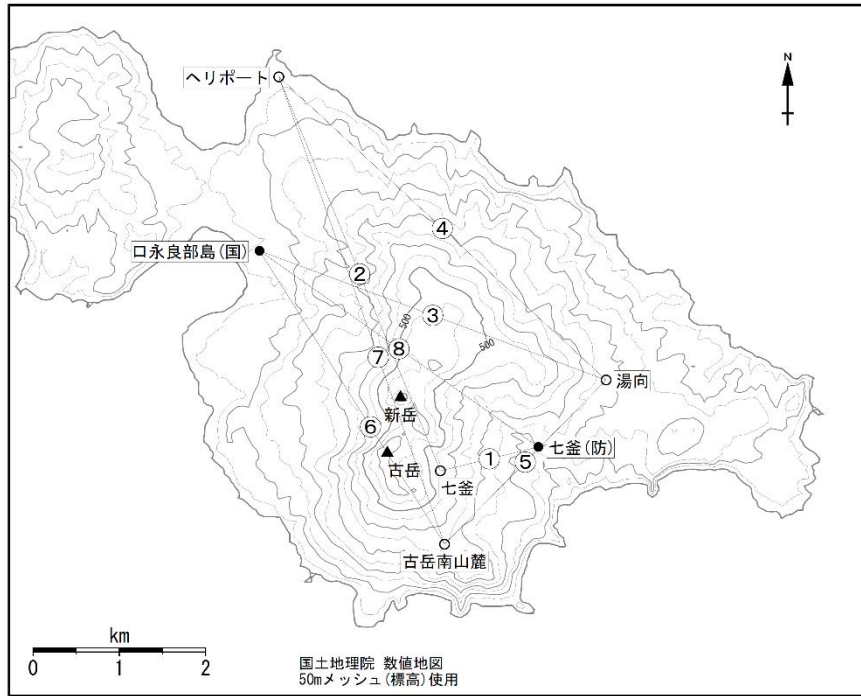 N
ヘリポート
④
口永良部島(国)
②
③
500
⑧
⑦
500
湯向
新岳
⑥
七釜(防)
古岳
①
⑤
七釜
古岳南山麓
km
0 1 2
国土地理院 数値地図
50mメッシュ(標高)使用